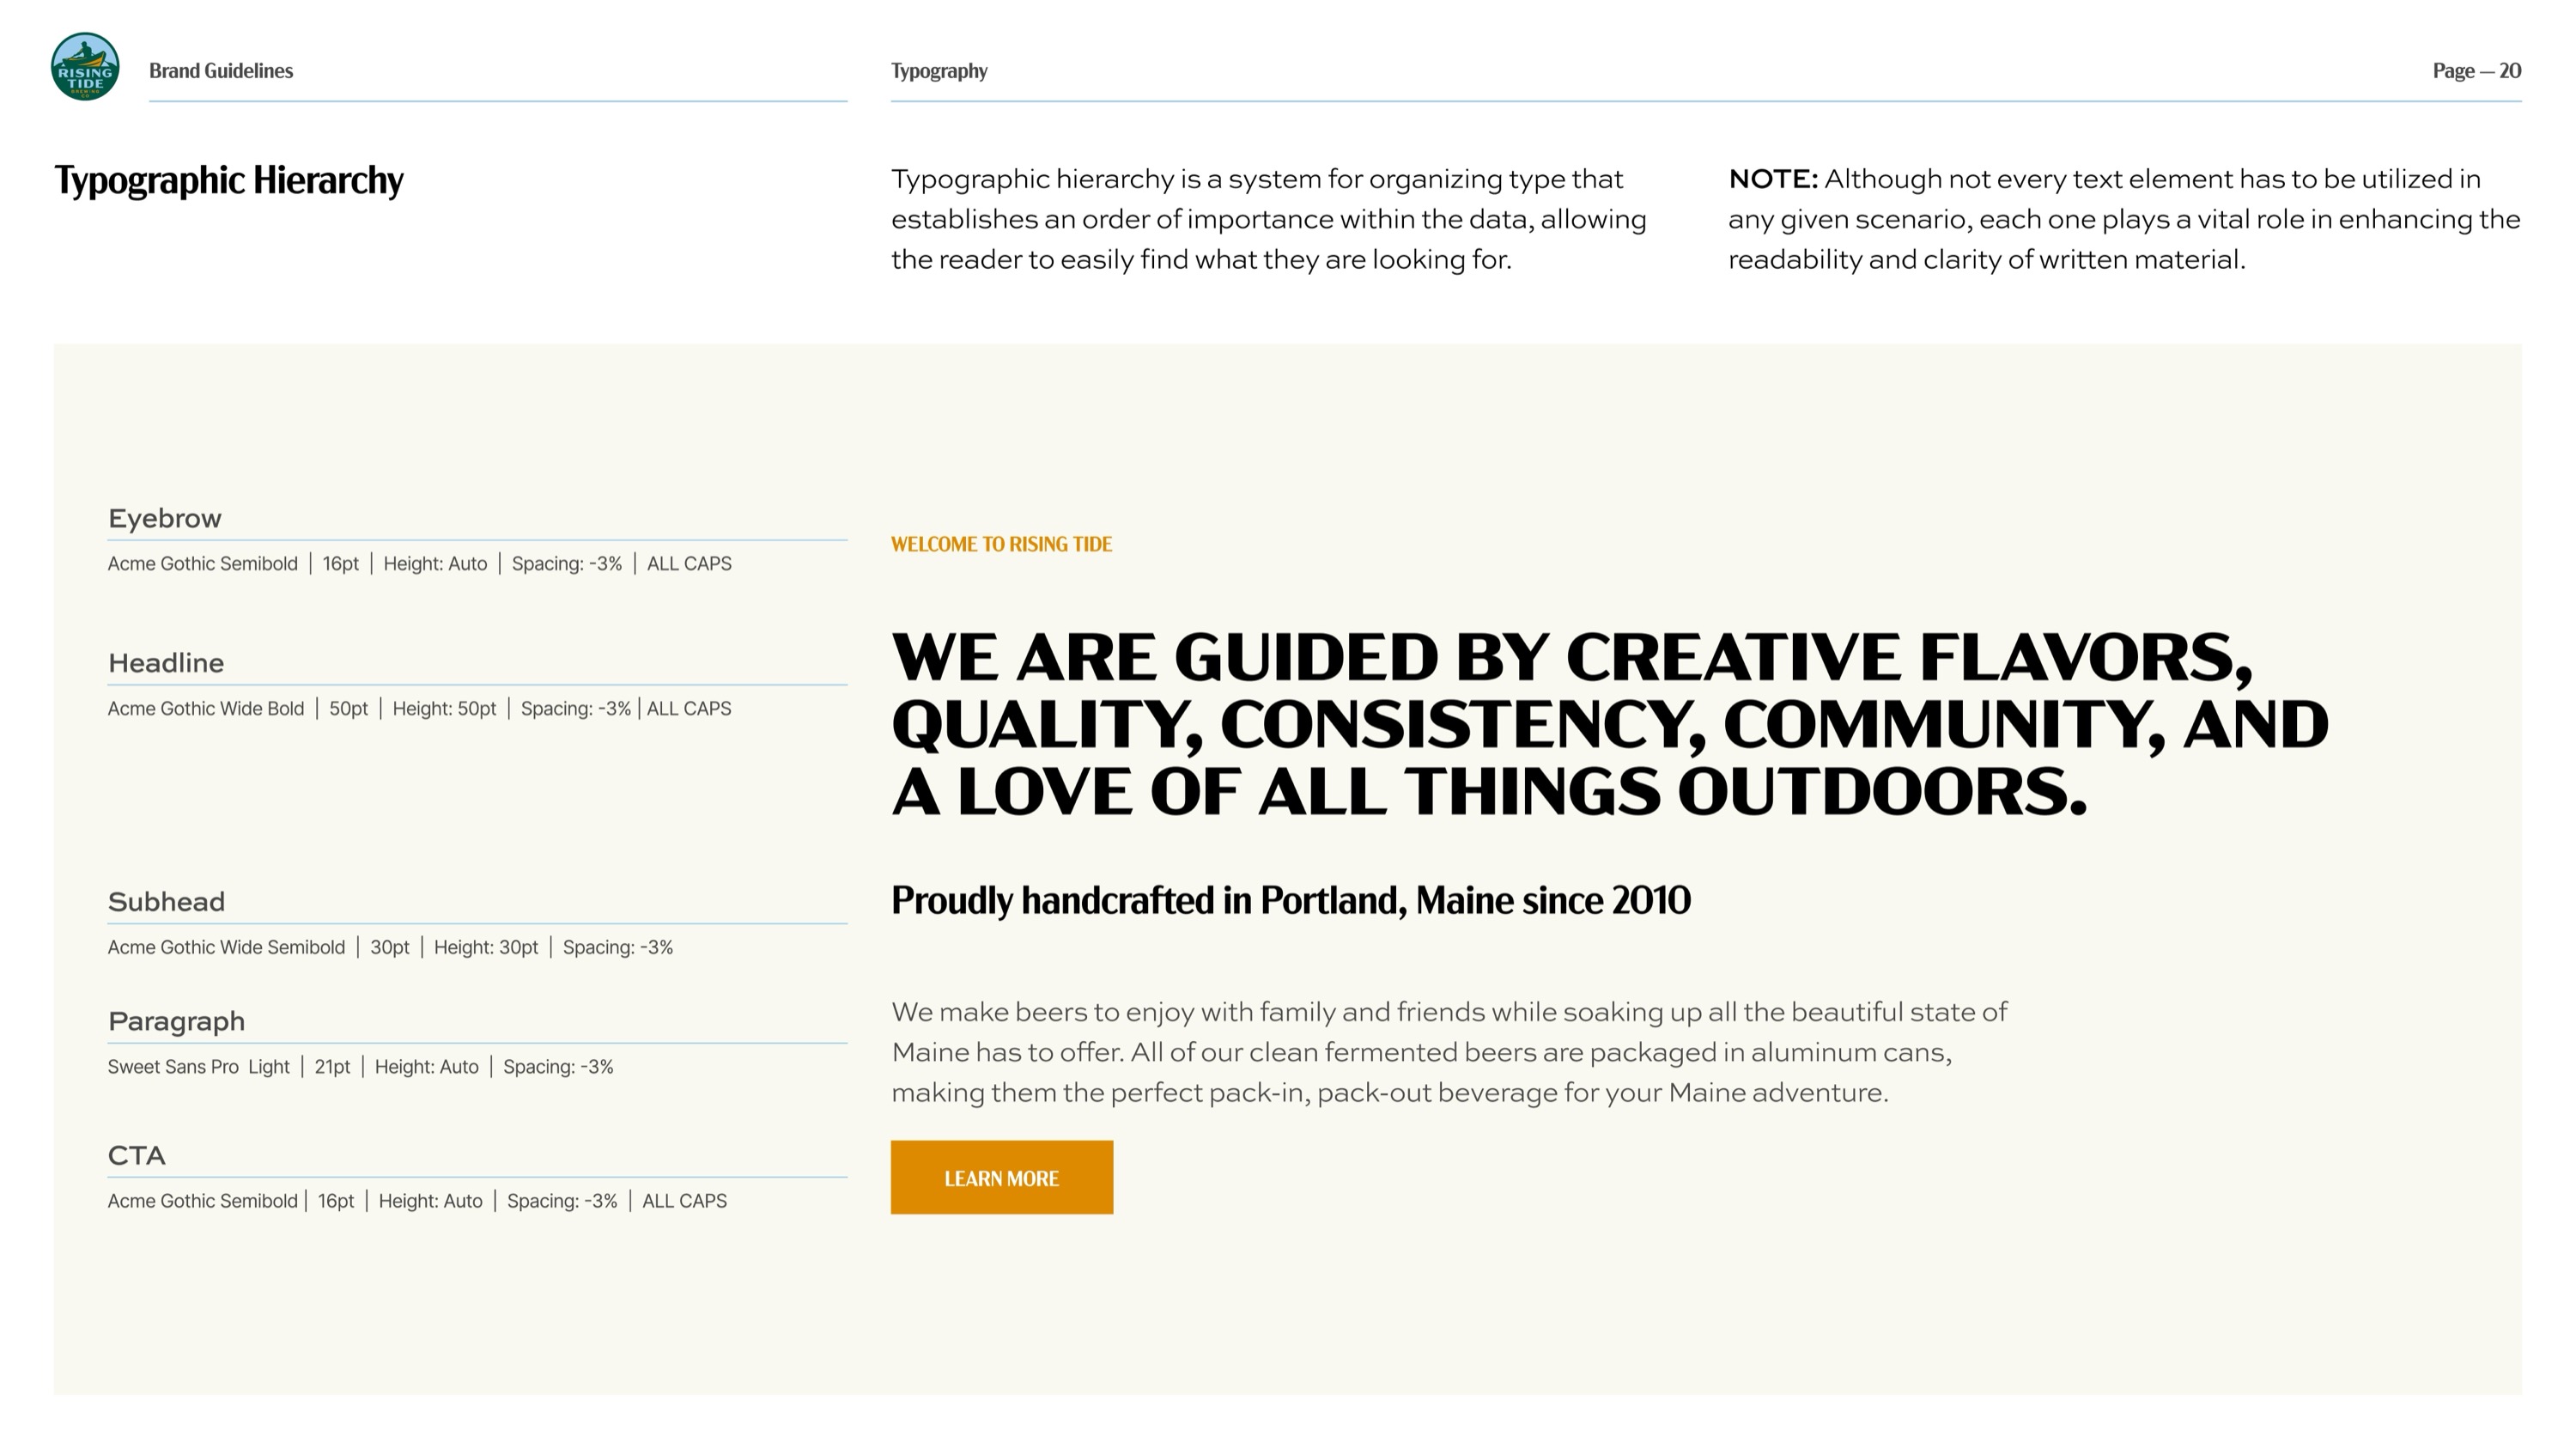 RISING
TIDE
BREWING
CO
Brand Guidelines
Typography
Page — 20
Typographic Hierarchy
Typographic hierarchy is a system for organizing type that
establishes an order of importance within the data, allowing
the reader to easily find what they are looking for.
NOTE: Although not every text element has to be utilized in
any given scenario, each one plays a vital role in enhancing the
readability and clarity of written material.
Eyebrow
Acme Gothic Semibold | 16pt | Height: Auto | Spacing: -3% | ALL CAPS
WELCOME TO RISING TIDE
Headline
Acme Gothic Wide Bold | 50pt | Height: 50pt | Spacing: -3% | ALL CAPS
WE ARE GUIDED BY CREATIVE FLAVORS,
QUALITY, CONSISTENCY, COMMUNITY, AND
A LOVE OF ALL THINGS OUTDOORS.
Subhead
Acme Gothic Wide Semibold | 30pt | Height: 30pt | Spacing: -3%
Proudly handcrafted in Portland, Maine since 2010
Paragraph
Sweet Sans Pro Light | 21pt | Height: Auto | Spacing: -3%
We make beers to enjoy with family and friends while soaking up all the beautiful state of
Maine has to offer. All of our clean fermented beers are packaged in aluminum cans,
making them the perfect pack-in, pack-out beverage for your Maine adventure.
CTA
Acme Gothic Semibold | 16pt | Height: Auto | Spacing: -3% | ALL CAPS
LEARN MORE